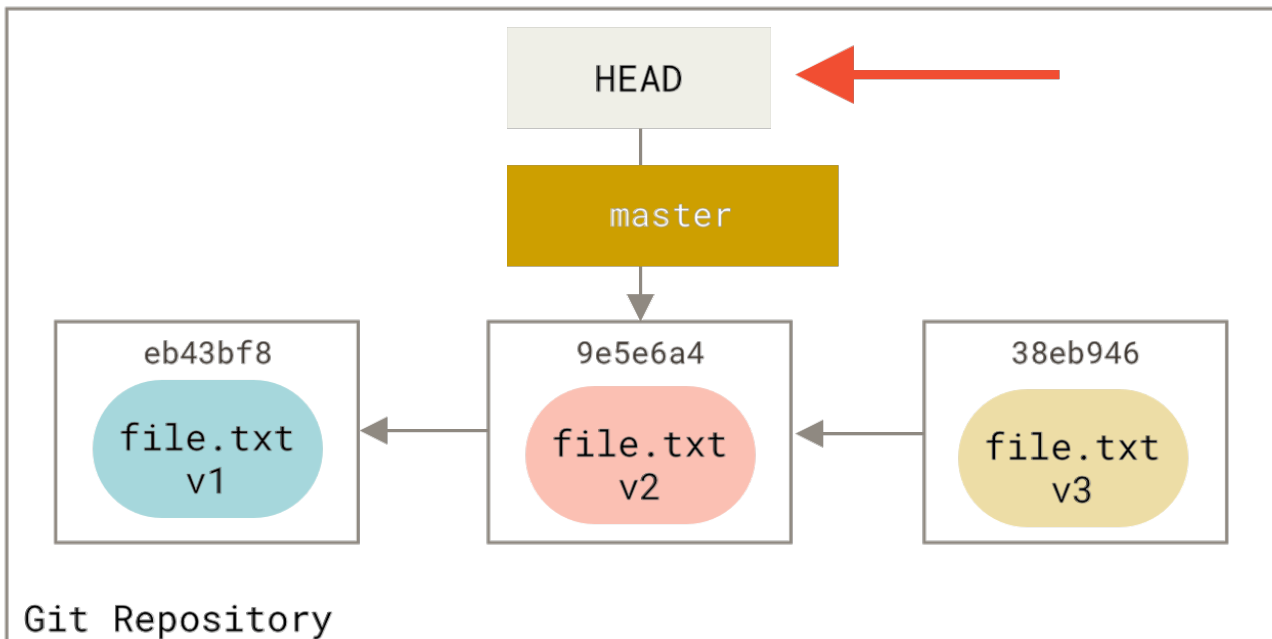 HEAD
master
eb43bf8
file.txt
v1
9e5e6a4
file.txt
v2
38eb946
file.txt
v3
Git Repository